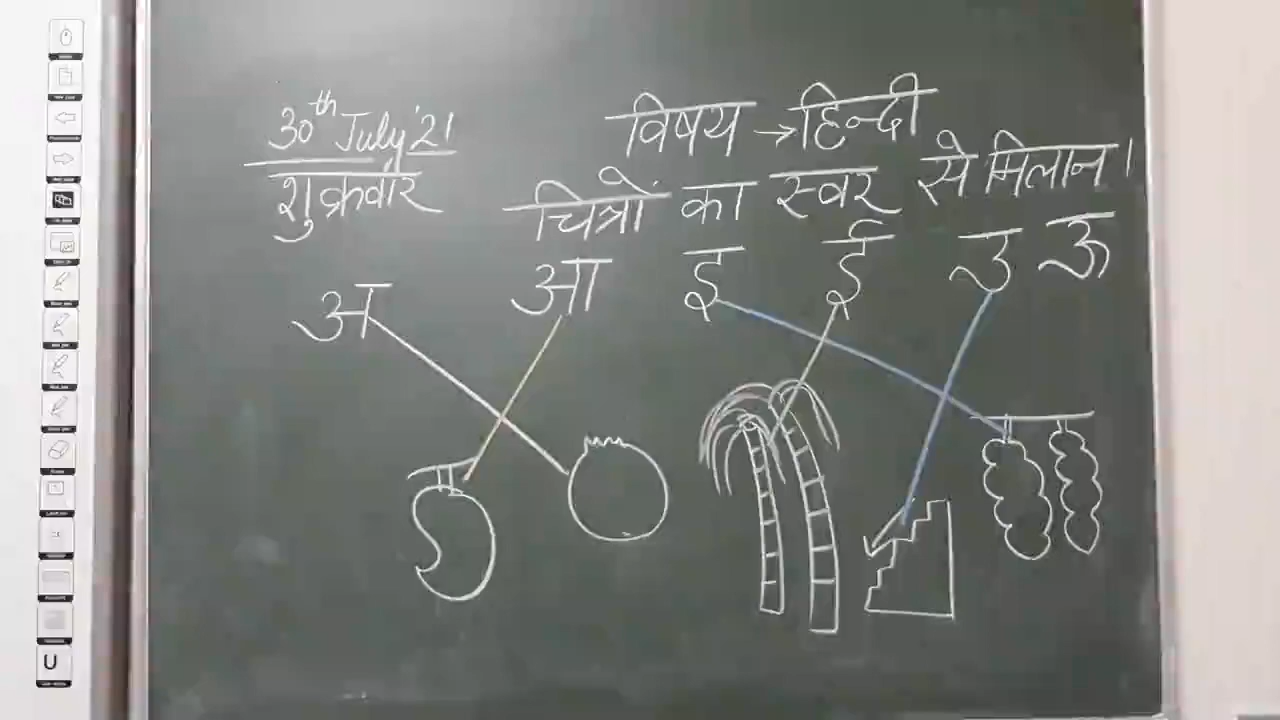 30th July'21
शुक्रवार
विषय → हिन्दी
चित्रों का स्वर से मिलान।
अ आ इ ई उ ऊ
U